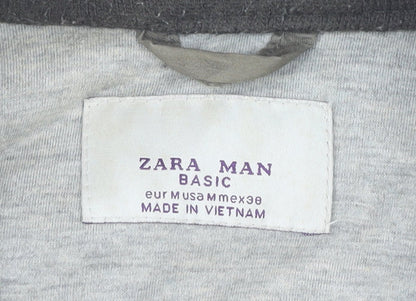 ZARA MAN
BASIC
eur M usa M mex 38
MADE IN VIETNAM